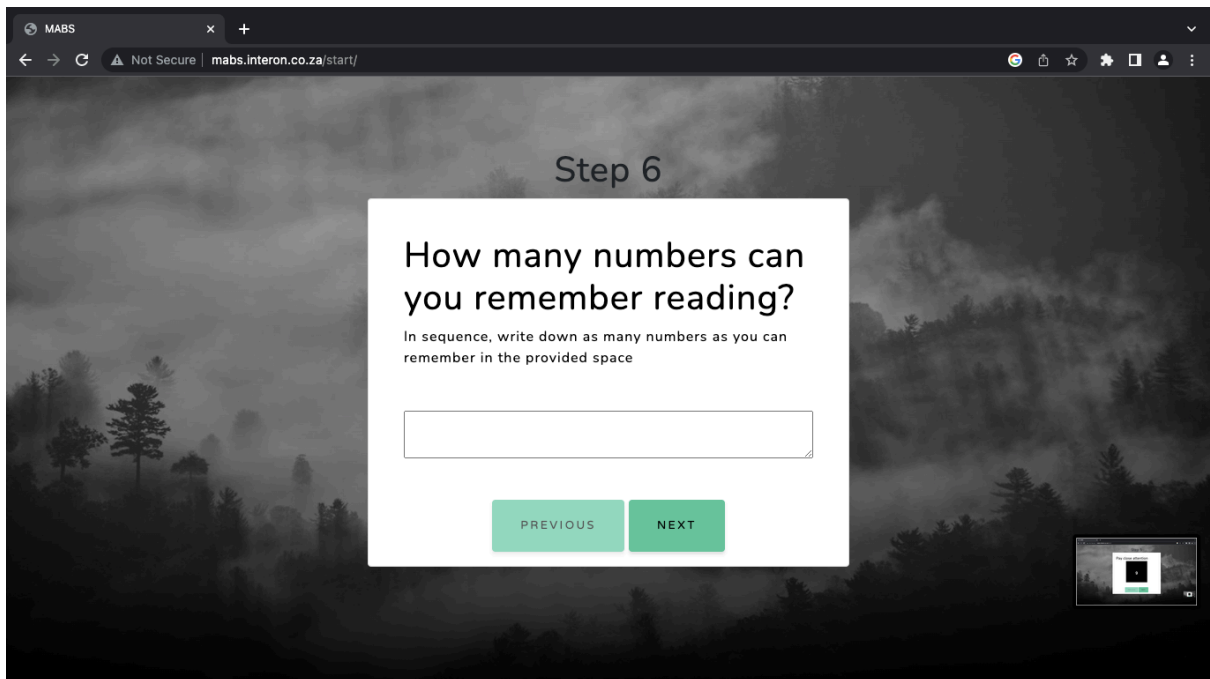 MABS
Not Secure mabs.interon.co.za/start/
Step 6
How many numbers can
you remember reading?
In sequence, write down as many numbers as you can
remember in the provided space
PREVIOUS
NEXT